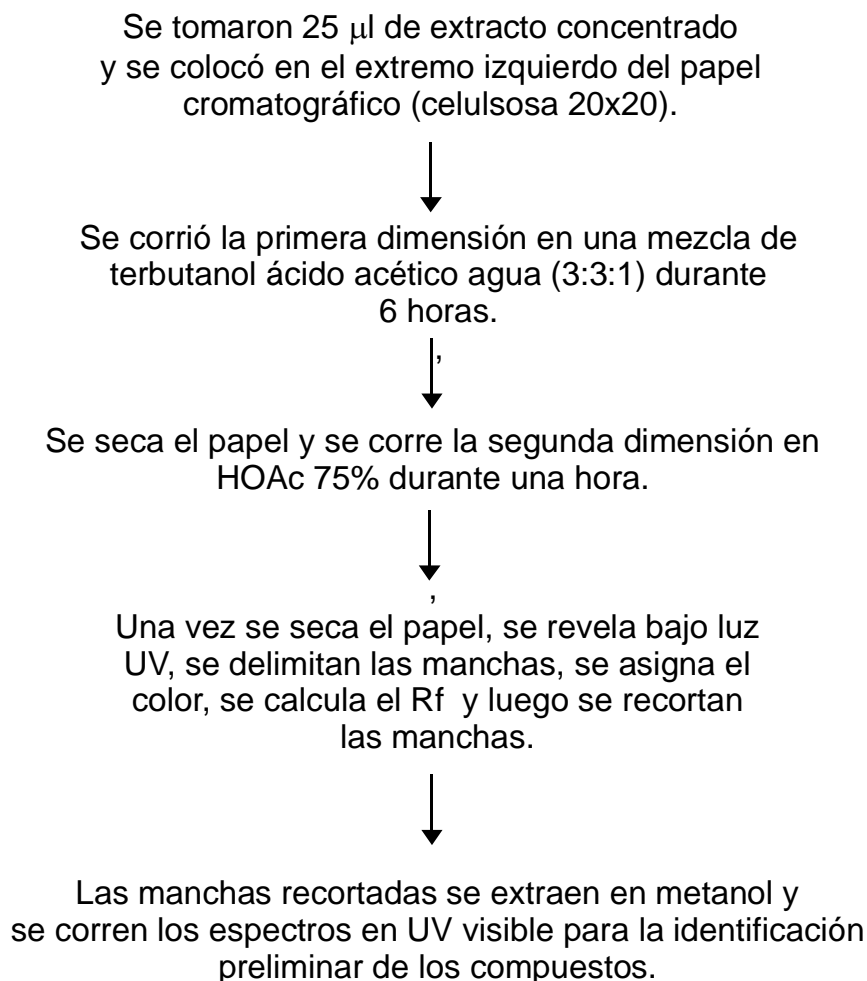 Se tomaron 25 μl de extracto concentrado
y se colocó en el extremo izquierdo del papel
cromatográfico (celulsosa 20x20).
Se corrió la primera dimensión en una mezcla de
terbutanol ácido acético agua (3:3:1) durante
6 horas.
,
Se seca el papel y se corre la segunda dimensión en
HOAc 75% durante una hora.
,
Una vez se seca el papel, se revela bajo luz
UV, se delimitan las manchas, se asigna el
color, se calcula el Rf y luego se recortan
las manchas.
Las manchas recortadas se extraen en metanol y
se corren los espectros en UV visible para la identificación
preliminar de los compuestos.